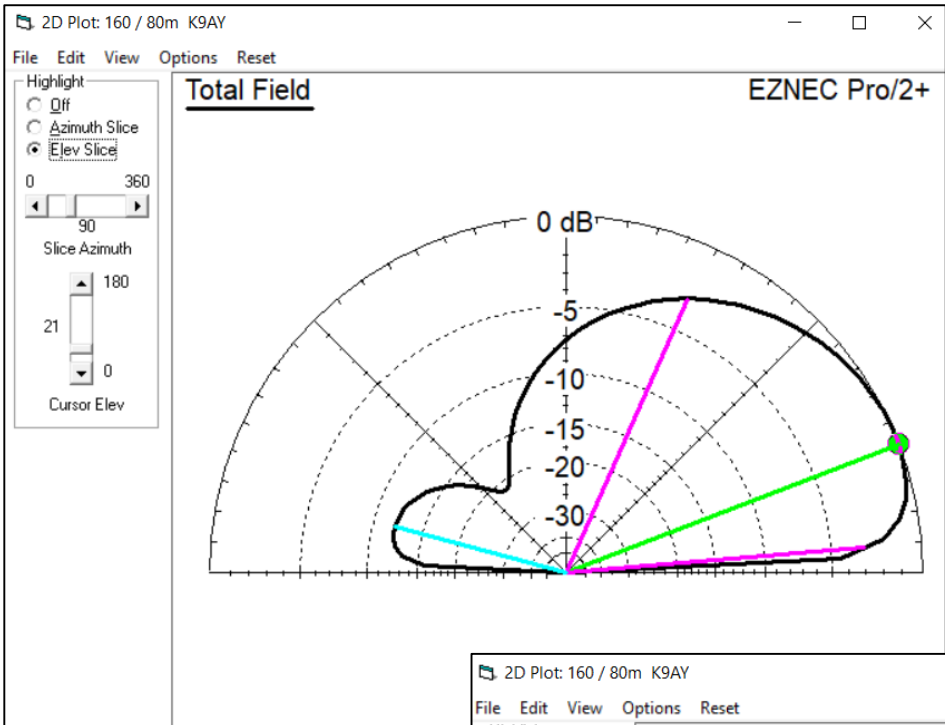 2D Plot: 160 / 80m K9AY
File Edit View Options Reset
Highlight
Off
Azimuth Slice
Elev Slice
0 360
90
Slice Azimuth
180
21
0
Cursor Elev
Total Field
EZNEC Pro/2+
0 dB
-5
-10
-15
-20
-30
2D Plot: 160 / 80m K9AY
File Edit View Options Reset